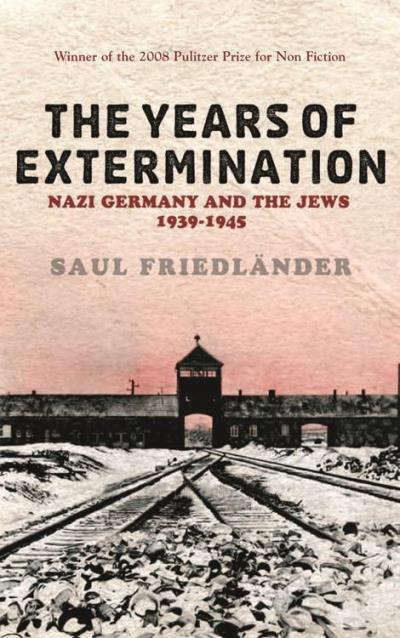 Winner of the 2008 Pulitzer Prize for Non Fiction
THE YEARS OF
EXTERMINATION
NAZI GERMANY AND THE JEWS
1939-1945
SAUL FRIEDLÄNDER